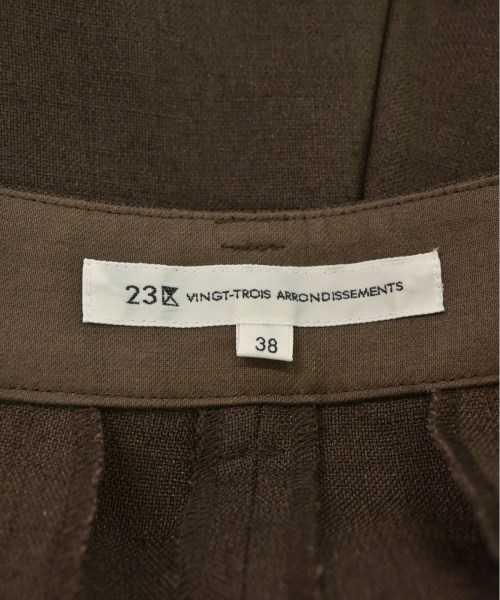 23区 VINGT-TROIS ARRONDISSEMENTS
38